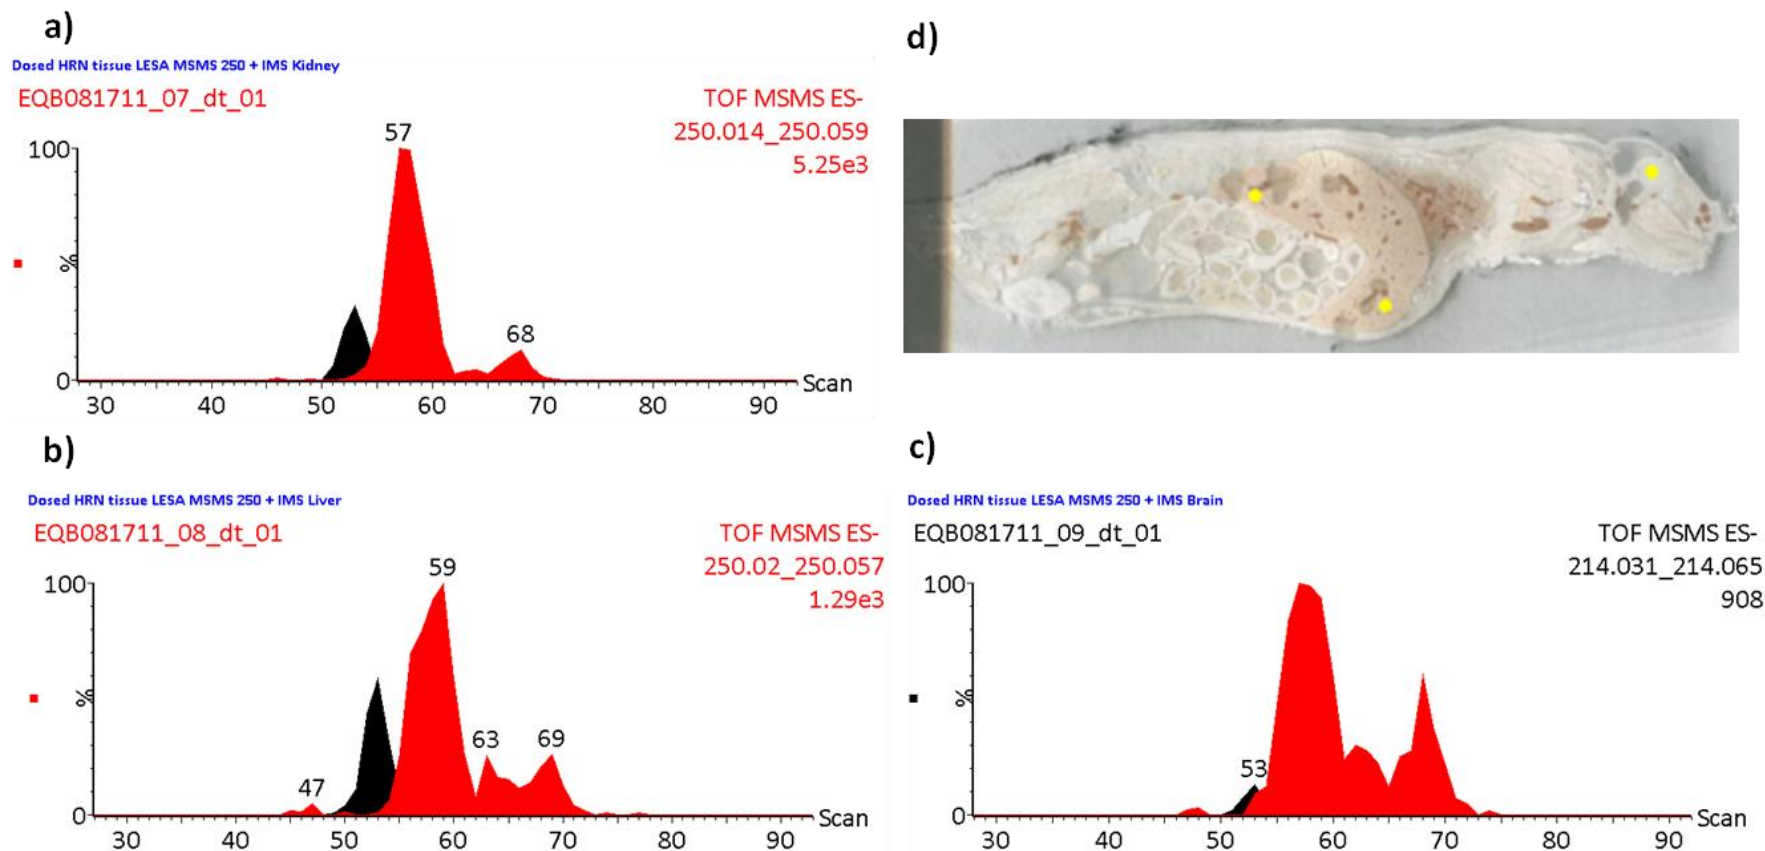 a)
Dosed HRN tissue LESA MSMS 250 + IMS Kidney
EQB081711_07_dt_01
TOF MSMS ES-
250.014_250.059
5.25e3
100
%
0
57
68
30 40 50 60 70 80 90
Scan
d)
b)
Dosed HRN tissue LESA MSMS 250 + IMS Liver
EQB081711_08_dt_01
TOF MSMS ES-
250.02_250.057
1.29e3
100
%
0
47
59
63
69
30 40 50 60 70 80 90
Scan
c)
Dosed HRN tissue LESA MSMS 250 + IMS Brain
EQB081711_09_dt_01
TOF MSMS ES-
214.031_214.065
908
100
%
0
53
30 40 50 60 70 80 90
Scan